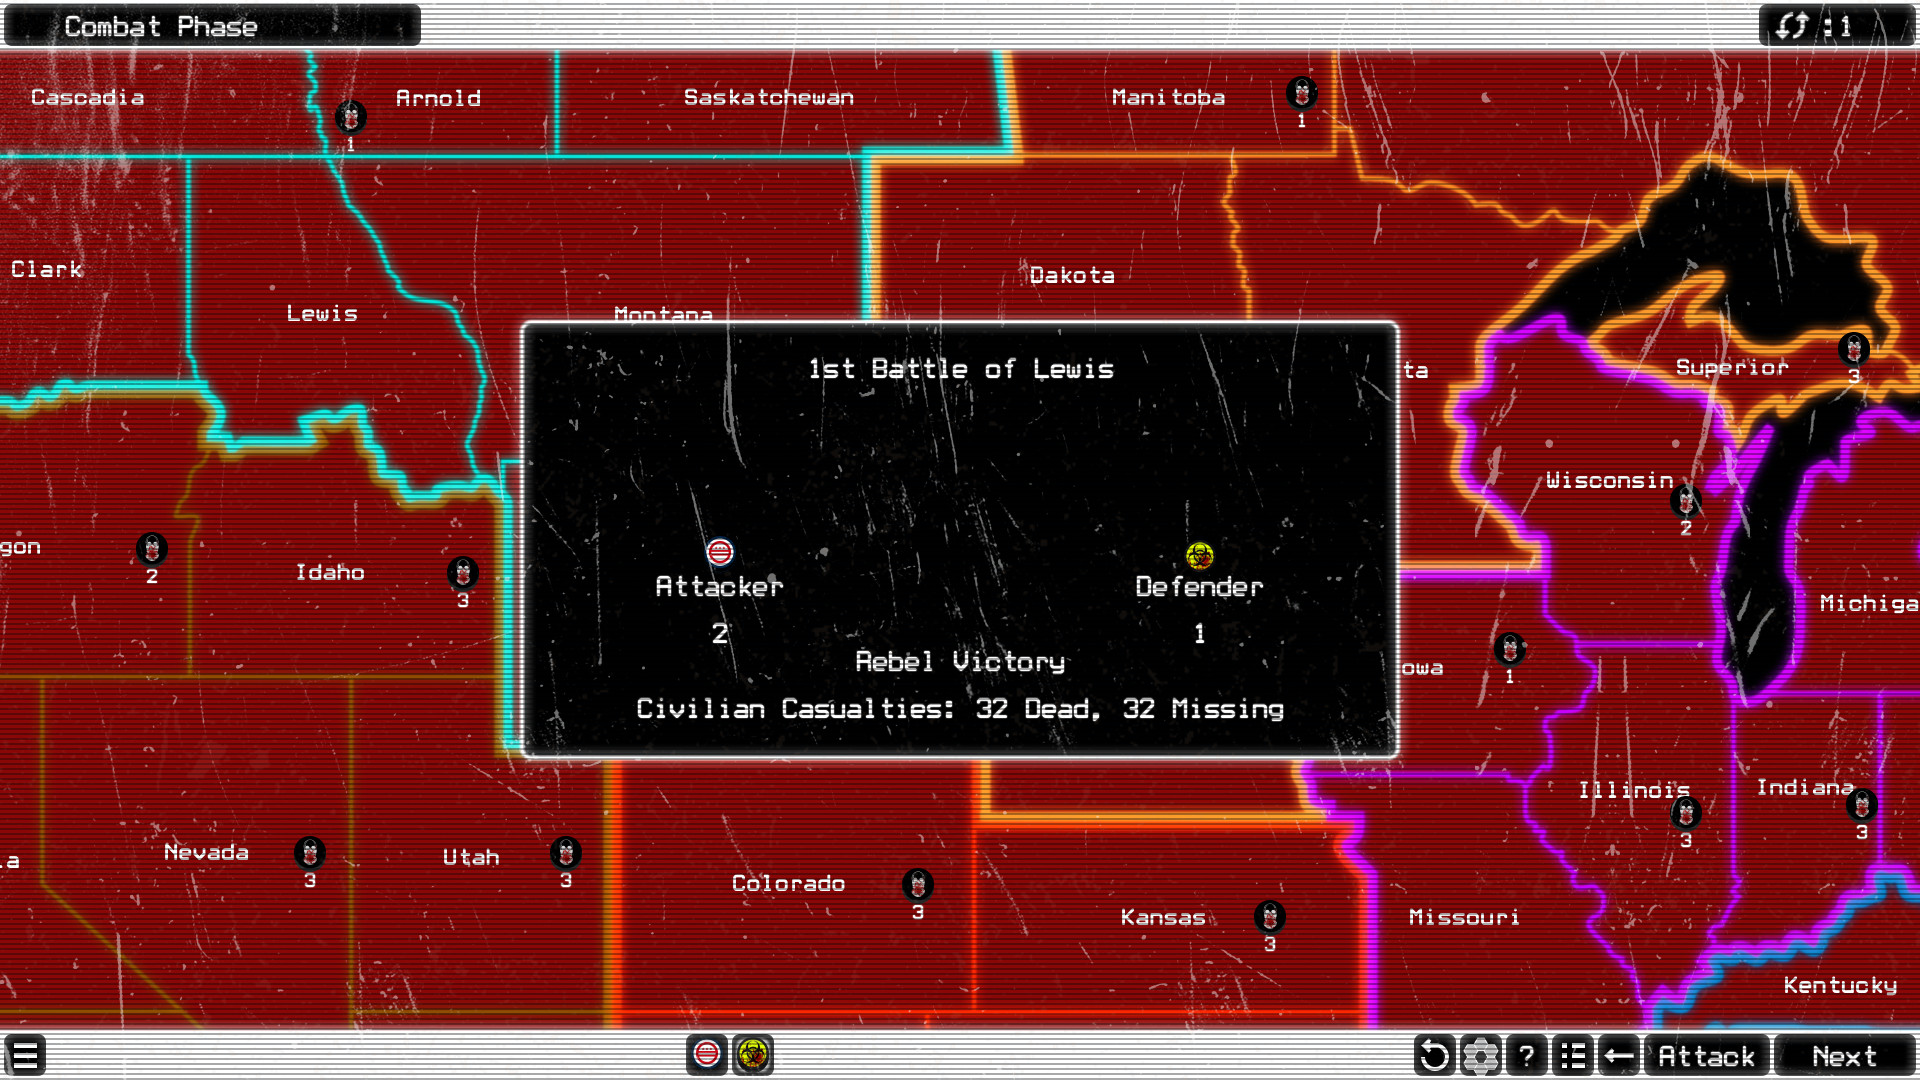 Combat Phase
:1
Cascadia
Arnold
Saskatchewan
Manitoba
1
1
Clark
Lewis
Montana
Dakota
ta
Superior
3
1st Battle of Lewis
Wisconsin
2
gon
2
Idaho
3
Attacker
Defender
2
1
Rebel Victory
Civilian Casualties: 32 Dead, 32 Missing
Michiga
owa
1
Illinois
3
Indiana
3
a
Nevada
3
Utah
3
Colorado
3
Kansas
3
Missouri
Kentucky
?
Attack
Next